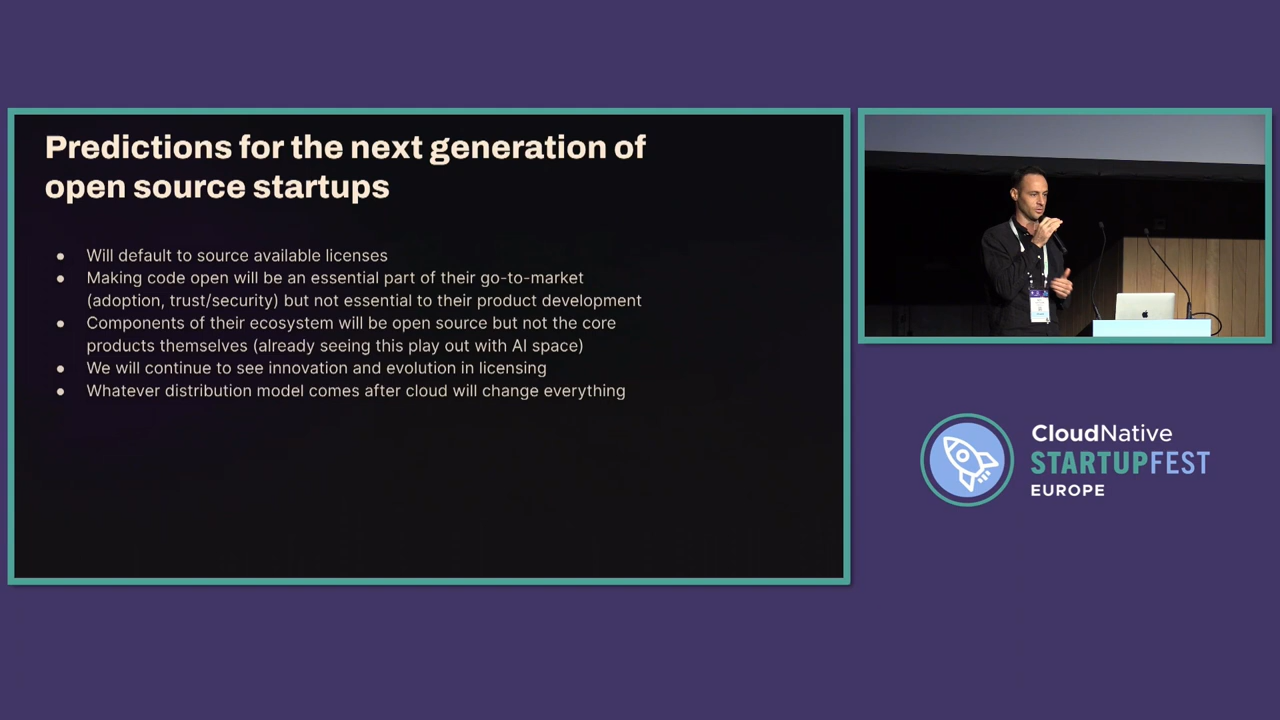 Predictions for the next generation of
open source startups
● Will default to source available licenses
● Making code open will be an essential part of their go-to-market
(adoption, trust/security) but not essential to their product development
● Components of their ecosystem will be open source but not the core
products themselves (already seeing this play out with AI space)
● We will continue to see innovation and evolution in licensing
● Whatever distribution model comes after cloud will change everything
CloudNative
STARTUPFEST
EUROPE